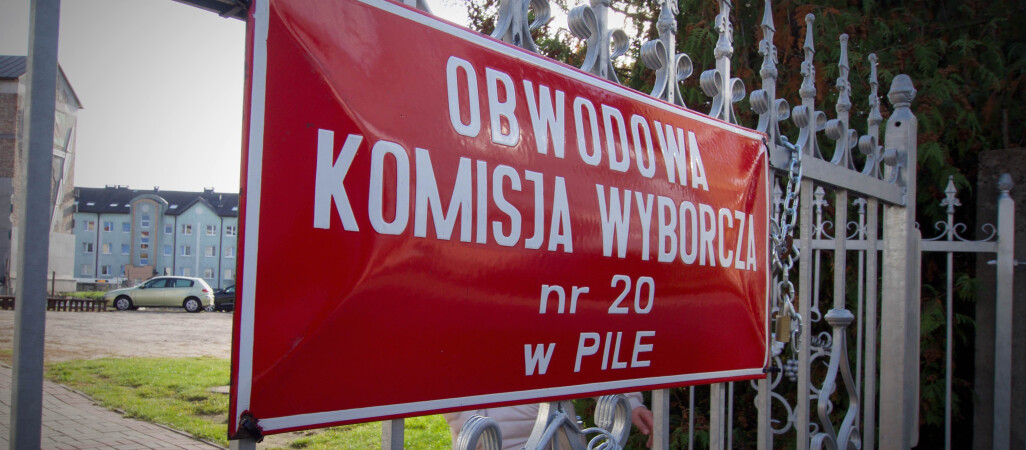 OBWODOWA
KOMISJA WYBORCZA
nr 20
w PILE